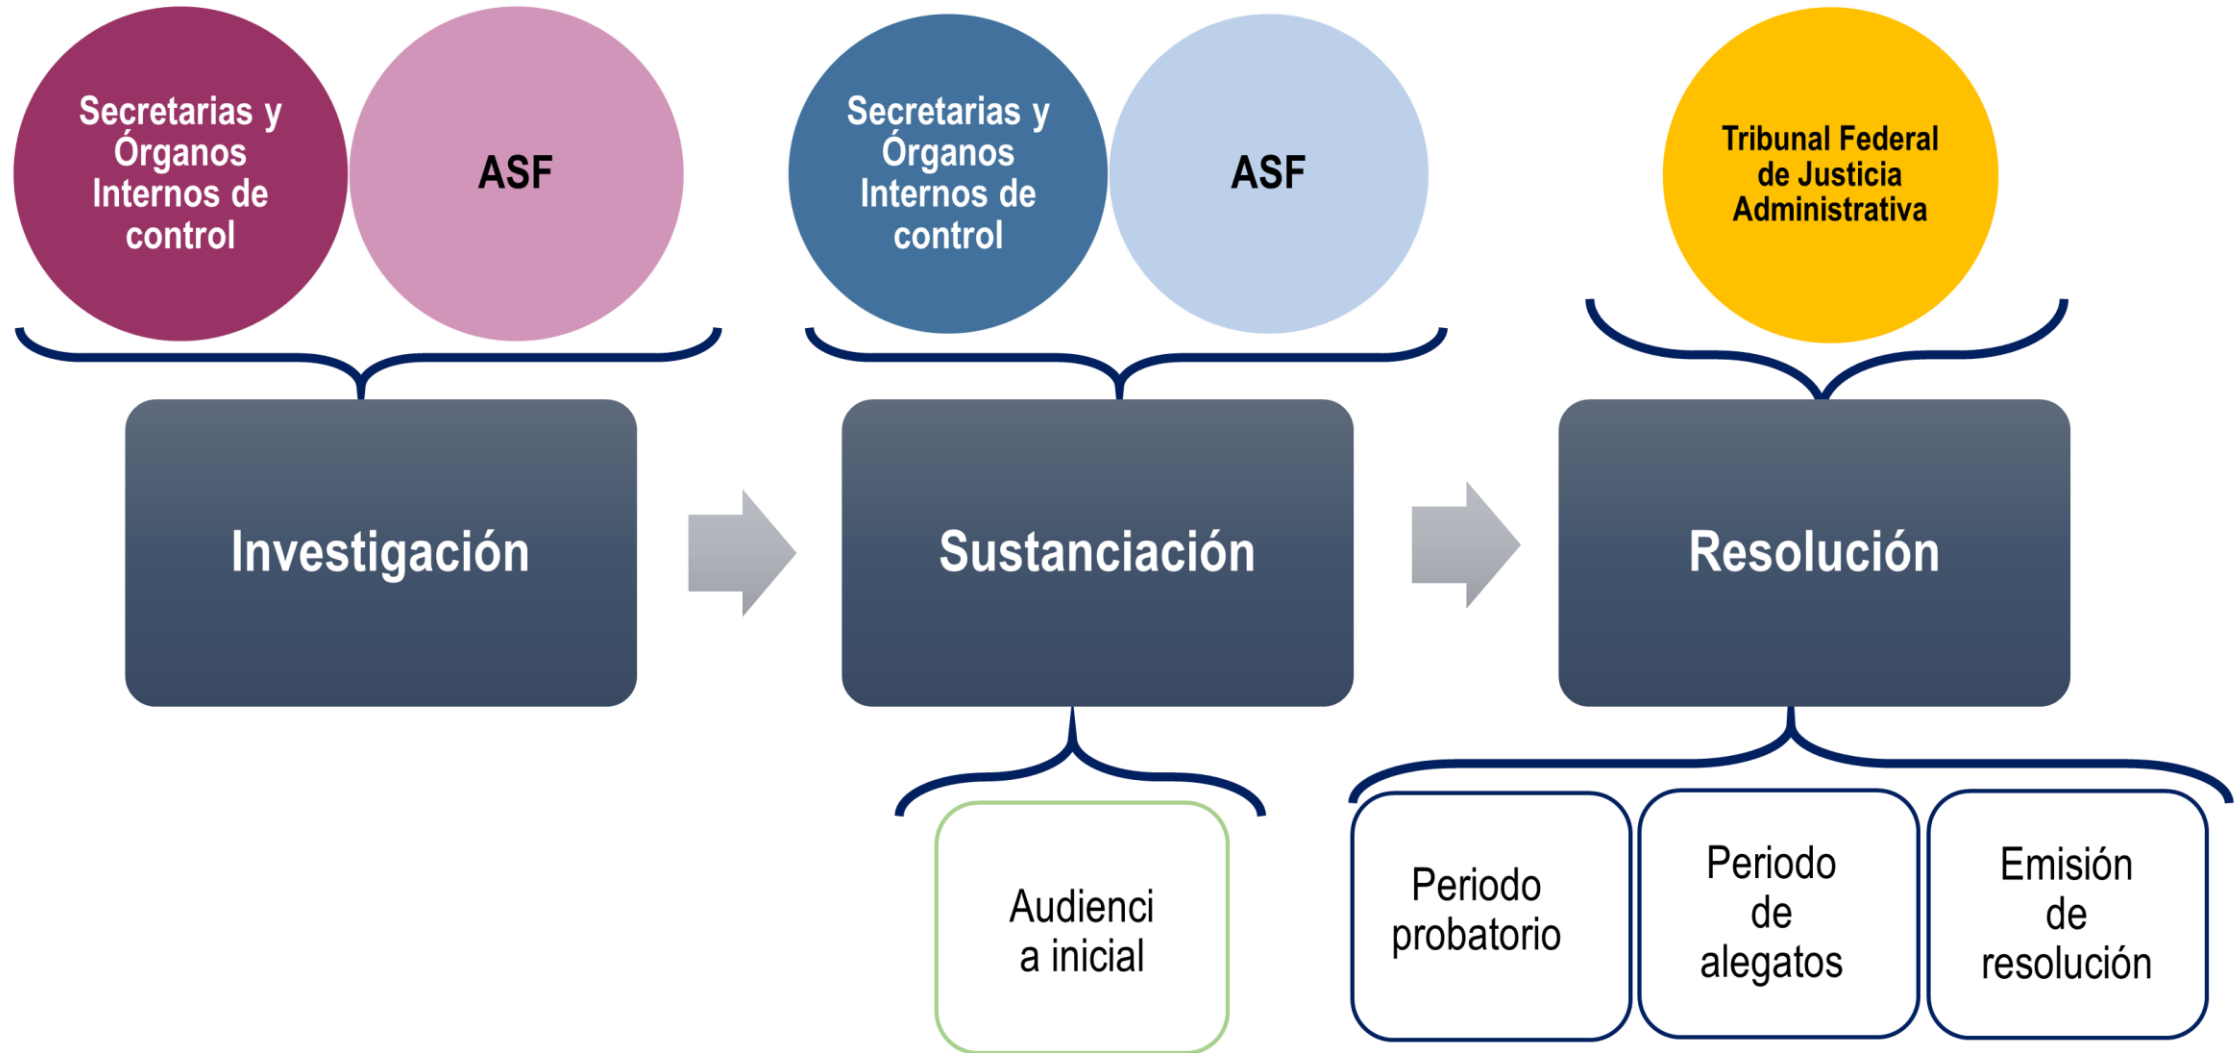 Secretarias y
Órganos
Internos de
control
ASF
Secretarias y
Órganos
Internos de
control
ASF
Tribunal Federal
de Justicia
Administrativa
Investigación
Sustanciación
Resolución
Audienci
a inicial
Periodo
probatorio
Periodo
de
alegatos
Emisión
de
resolución